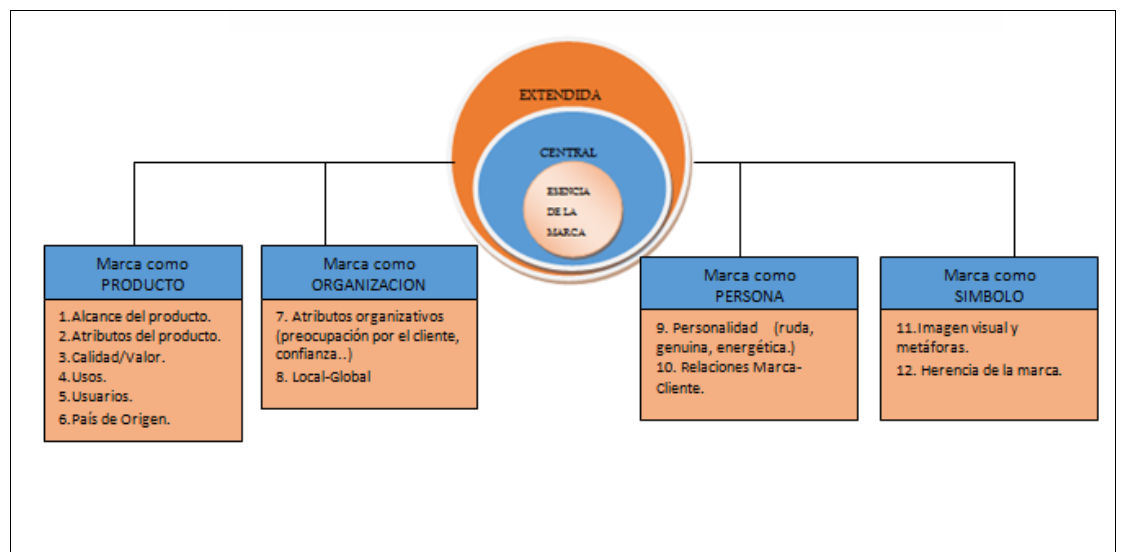 EXTENDIDA
CENTRAL
ESENCIA
DE LA
MARCA
Marca como
PRODUCTO
1.Alcance del producto.
2.Atributos del producto.
3.Calidad/Valor.
4.Usos.
5.Usuarios.
6.País de Origen.
Marca como
ORGANIZACION
7. Atributos organizativos
(preocupación por el cliente,
confianza..)
8. Local-Global
Marca como
PERSONA
9. Personalidad (ruda,
genuina, energética.)
10. Relaciones Marca-
Cliente.
Marca como
SIMBOLO
11.Imagen visual y
metáforas.
12. Herencia de la marca.